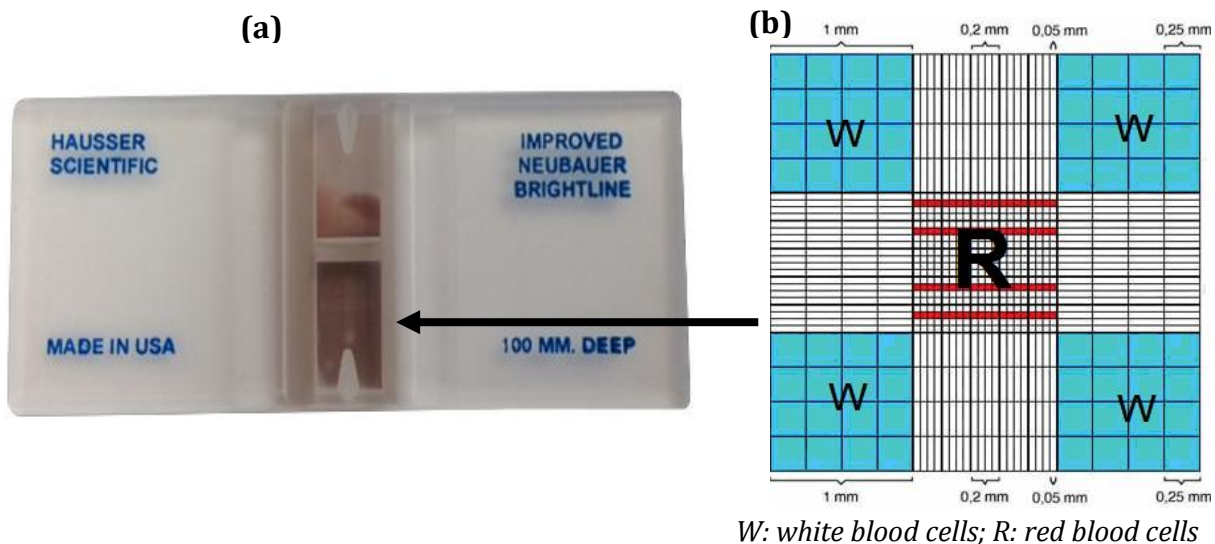 (a)
HAUSSER
SCIENTIFIC
IMPROVED
NEUBAUER
BRIGHTLINE
MADE IN USA
100 MM. DEEP
(b)
1 mm
0,2 mm
0,05 mm
0,25 mm
W
W
R
W
W
1 mm
0,2 mm
0,05 mm
0,25 mm
W: white blood cells; R: red blood cells